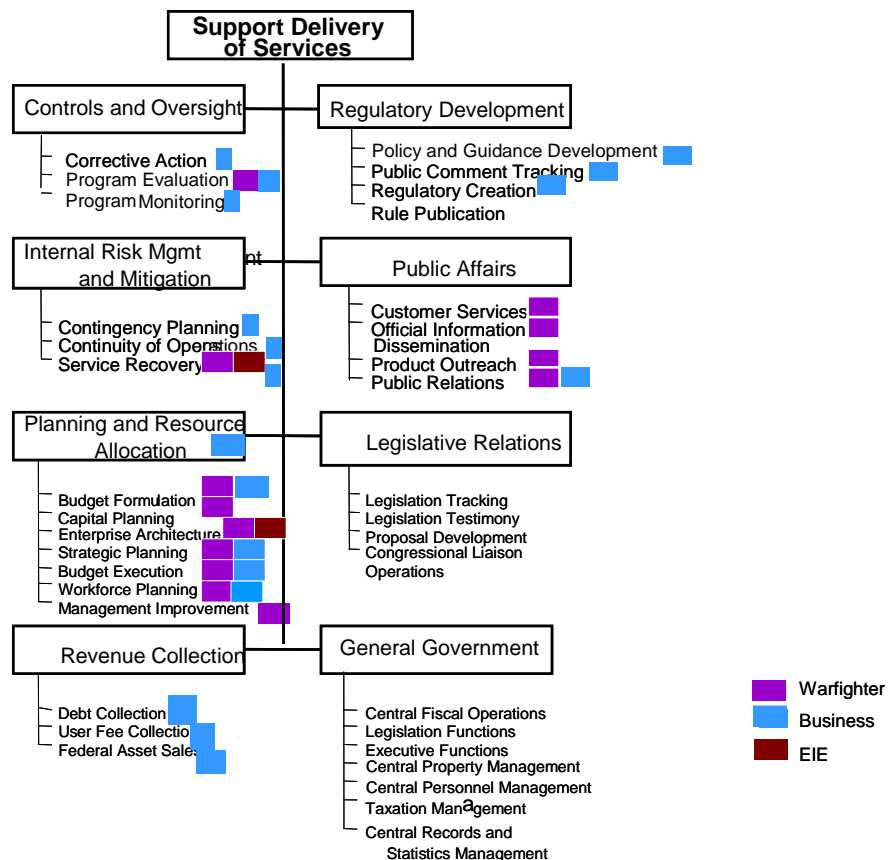 Support Delivery
of Services
Controls and Oversight
Corrective Action
Program Evaluation
Program Monitoring
Regulatory Development
Policy and Guidance Development
Public Comment Tracking
Regulatory Creation
Rule Publication
Internal Risk Mgmt nt
and Mitigation
Contingency Planning
Continuity of Operations
Service Recovery
Public Affairs
Customer Services
Official Information
Dissemination
Product Outreach
Public Relations
Planning and Resource
Allocation
Budget Formulation
Capital Planning
Enterprise Architecture
Strategic Planning
Budget Execution
Workforce Planning
Management Improvement
Legislative Relations
Legislation Tracking
Legislation Testimony
Proposal Development
Congressional Liaison
Operations
Revenue Collection
Debt Collection
User Fee Collectio
Federal Asset Sales
General Government
Central Fiscal Operations
Legislation Functions
Executive Functions
Central Property Management
Central Personnel Management
Taxation Management
Central Records and
Statistics Management
Warfighter
Business
EIE